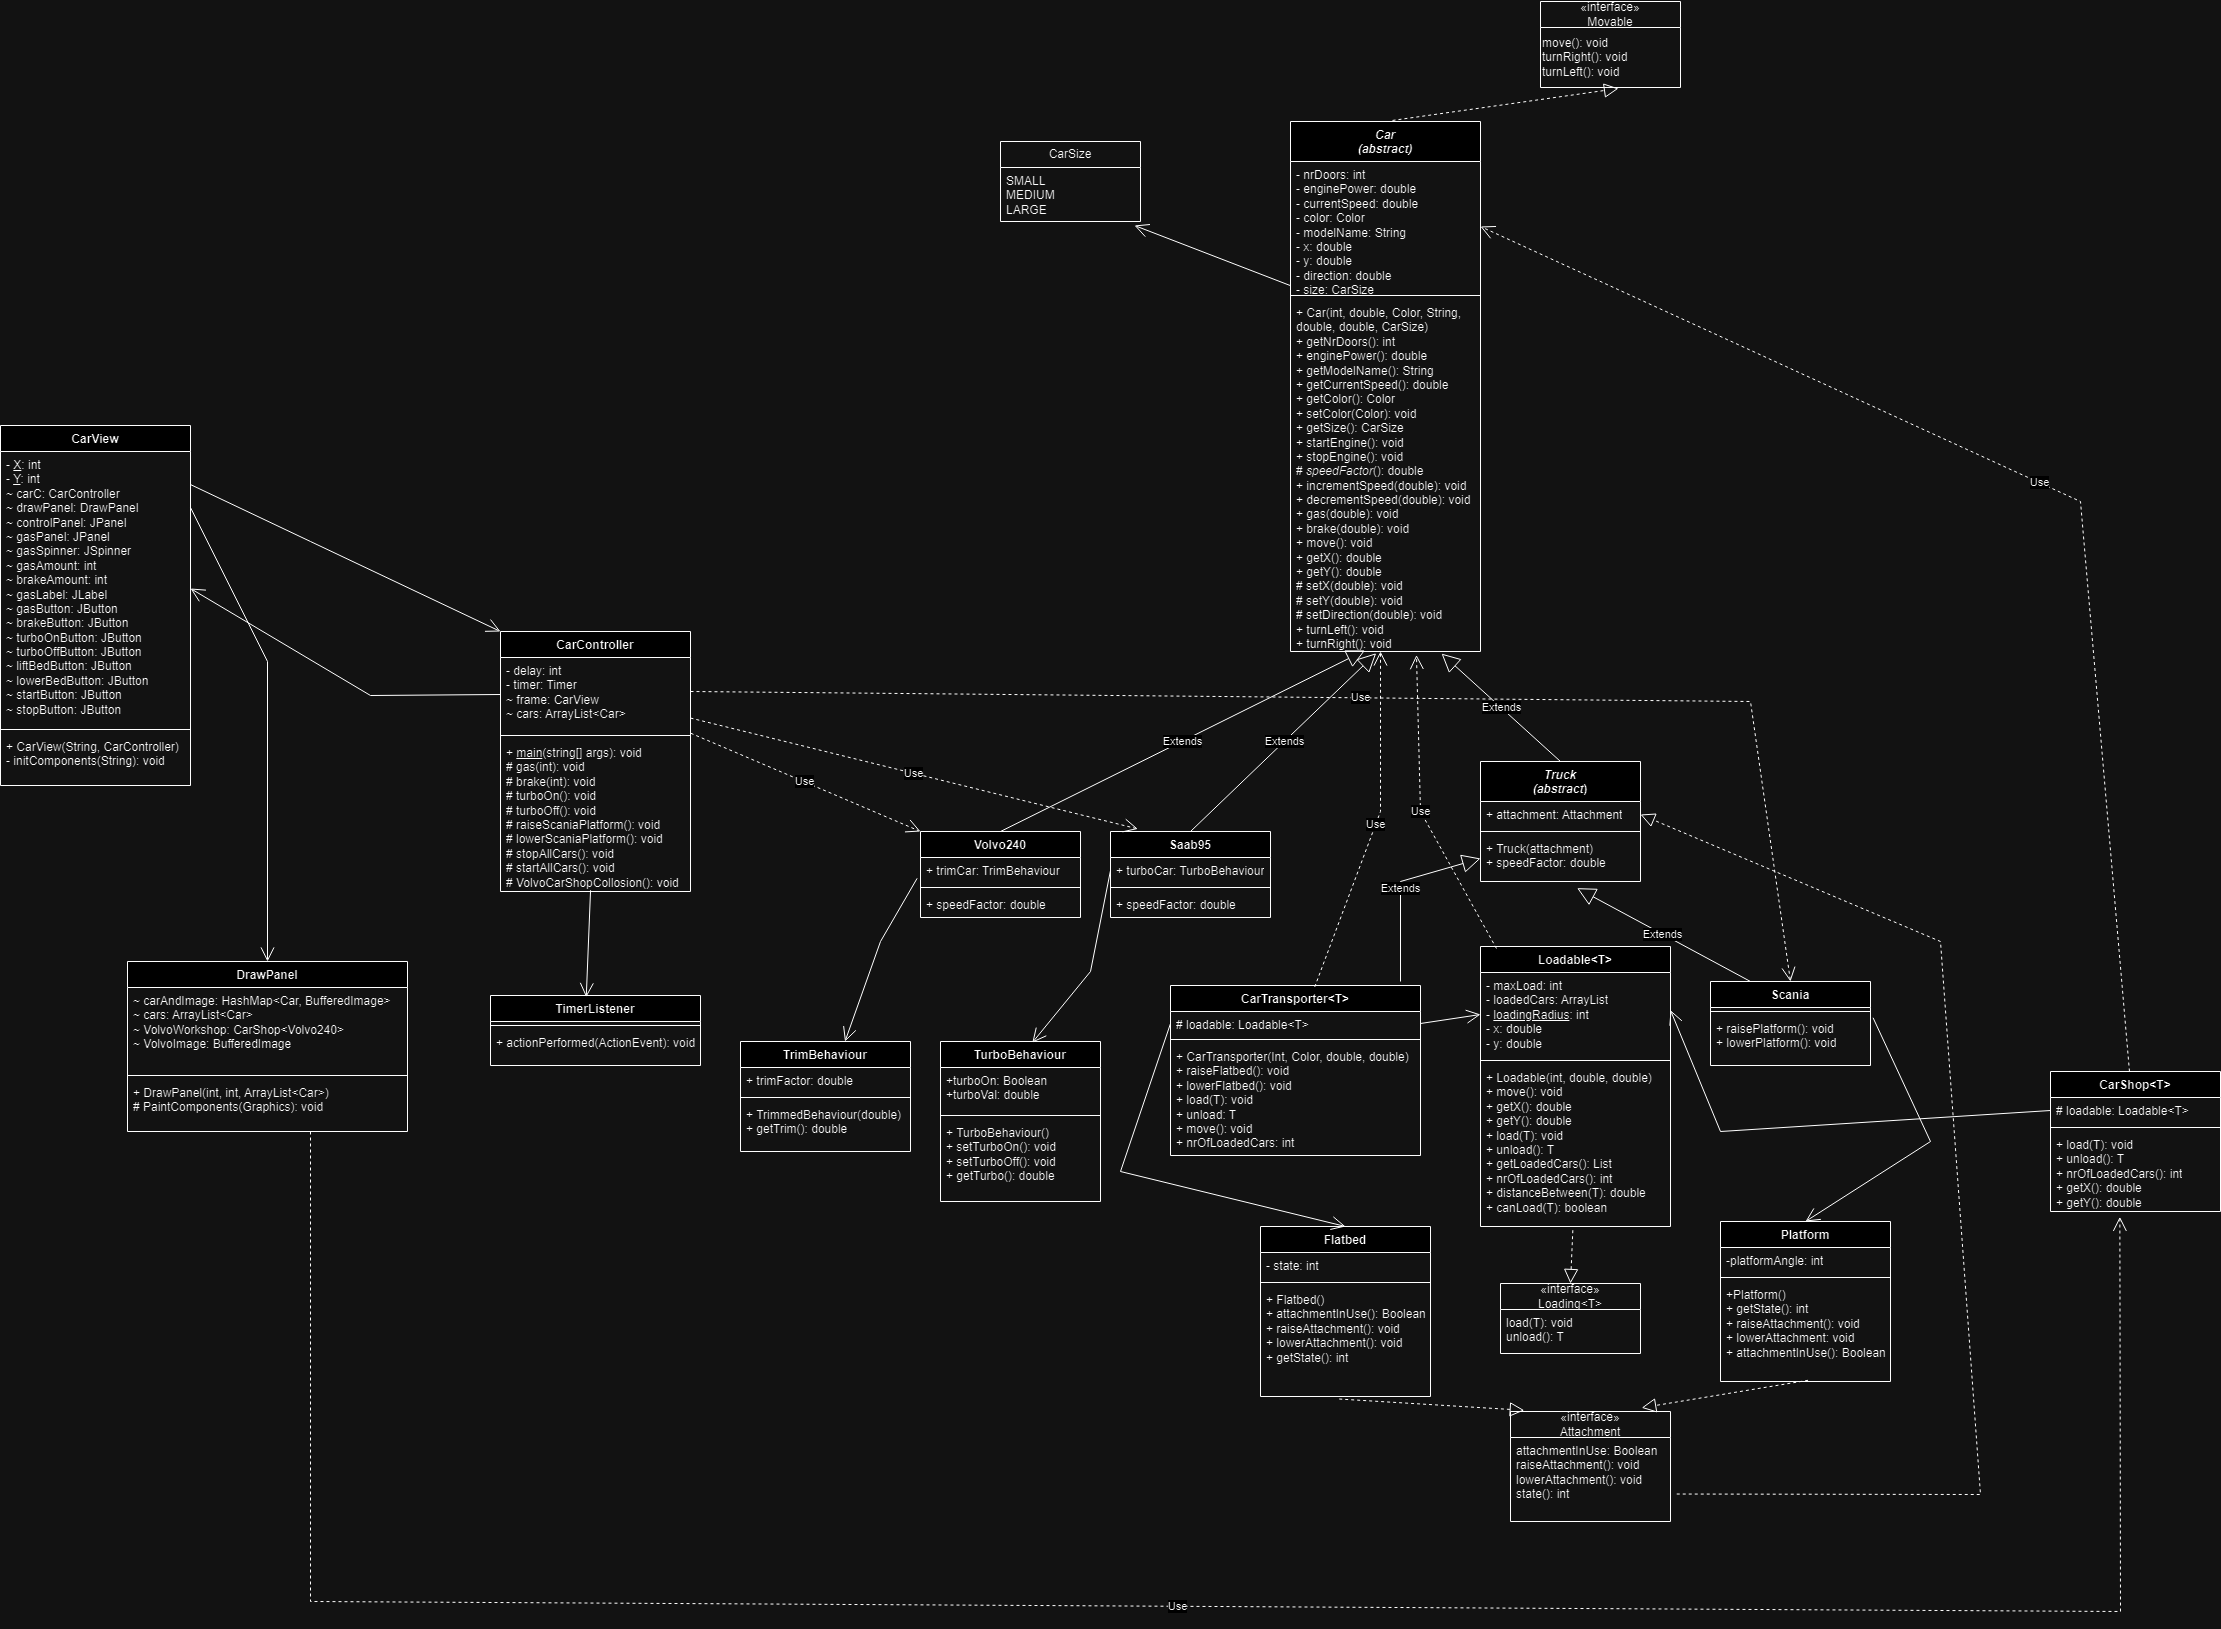 «interface»
Movable
move(): void
turnRight(): void
turnLeft(): void
CarSize
SMALL
MEDIUM
LARGE
Car
(abstract)
- nrDoors: int
- enginePower: double
- currentSpeed: double
- color: Color
- modelName: String
- x: double
- y: double
- direction: double
- size: CarSize
+ Car(int, double, Color, String,
double, double, CarSize)
+ getNrDoors(): int
+ enginePower(): double
+ getModelName(): String
+ getCurrentSpeed(): double
+ getColor(): Color
+ setColor(Color): void
+ getSize(): CarSize
+ startEngine(): void
+ stopEngine(): void
# speedFactor(): double
+ incrementSpeed(double): void
+ decrementSpeed(double): void
+ gas(double): void
+ brake(double): void
+ move(): void
+ getX(): double
+ getY(): double
# setX(double): void
# setY(double): void
# setDirection(double): void
+ turnLeft(): void
+ turnRight(): void
Use
CarView
- X: int
- Y: int
~ carC: CarController
~ drawPanel: DrawPanel
~ controlPanel: JPanel
~ gasPanel: JPanel
~ gasSpinner: JSpinner
~ gasAmount: int
~ brakeAmount: int
~ gasLabel: JLabel
~ gasButton: JButton
~ brakeButton: JButton
~ turboOnButton: JButton
~ turboOffButton: JButton
~ liftBedButton: JButton
~ lowerBedButton: JButton
~ startButton: JButton
~ stopButton: JButton
+ CarView(String, CarController)
- initComponents(String): void
CarController
- delay: int
- timer: Timer
~ frame: CarView
~ cars: ArrayList<Car>
+ main(string[] args): void
# gas(int): void
# brake(int): void
# turboOn(): void
# turboOff(): void
# raiseScaniaPlatform(): void
# lowerScaniaPlatform(): void
# stopAllCars(): void
# startAllCars(): void
# VolvoCarShopCollosion(): void
Use
Extends
Extends
Extends
Use
Use
Use
Use
Extends
Extends
Truck
(abstract)
+ attachment: Attachment
+ Truck(attachment)
+ speedFactor: double
Volvo240
+ trimCar: TrimBehaviour
+ speedFactor: double
Saab95
+ turboCar: TurboBehaviour
+ speedFactor: double
DrawPanel
~ carAndImage: HashMap<Car, BufferedImage>
~ cars: ArrayList<Car>
~ VolvoWorkshop: CarShop<Volvo240>
~ VolvoImage: BufferedImage
+ DrawPanel(int, int, ArrayList<Car>)
# PaintComponents(Graphics): void
TimerListener
+ actionPerformed(ActionEvent): void
TrimBehaviour
+ trimFactor: double
+ TrimmedBehaviour(double)
+ getTrim(): double
TurboBehaviour
+turboOn: Boolean
+turboVal: double
+ TurboBehaviour()
+ setTurboOn(): void
+ setTurboOff(): void
+ getTurbo(): double
CarTransporter<T>
# loadable: Loadable<T>
+ CarTransporter(Int, Color, double, double)
+ raiseFlatbed(): void
+ lowerFlatbed(): void
+ load(T): void
+ unload: T
+ move(): void
+ nrOfLoadedCars: int
Loadable<T>
- maxLoad: int
- loadedCars: ArrayList
- loadingRadius: int
- x: double
- y: double
+ Loadable(int, double, double)
+ move(): void
+ getX(): double
+ getY(): double
+ load(T): void
+ unload(): T
+ getLoadedCars(): List
+ nrOfLoadedCars(): int
+ distanceBetween(T): double
+ canLoad(T): boolean
Scania
+ raisePlatform(): void
+ lowerPlatform(): void
CarShop<T>
# loadable: Loadable<T>
+ load(T): void
+ unload(): T
+ nrOfLoadedCars(): int
+ getX(): double
+ getY(): double
Flatbed
- state: int
+ Flatbed()
+ attachmentInUse(): Boolean
+ raiseAttachment(): void
+ lowerAttachment(): void
+ getState(): int
«interface»
Loading<T>
load(T): void
unload(): T
Platform
-platformAngle: int
+Platform()
+ getState(): int
+ raiseAttachment(): void
+ lowerAttachment: void
+ attachmentInUse(): Boolean
«interface»
Attachment
attachmentInUse: Boolean
raiseAttachment(): void
lowerAttachment(): void
state(): int
Use